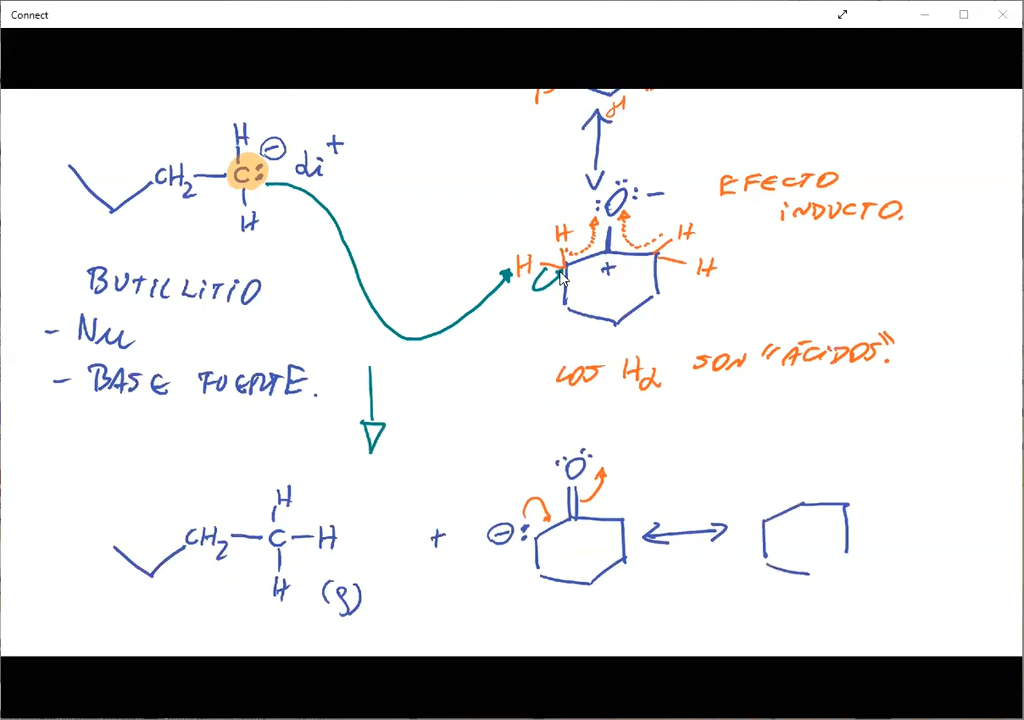 Connect
H
CH2 C: ⊖ Li +
H
:Ö: −
EFECTO
INDUCTO.
H H
H + H
BUTILLITIO
- Nu
- BASE FUERTE.
LOS Hα SON "ÁCIDOS".
O
H
CH2 C H + ⊖ :
H (g)